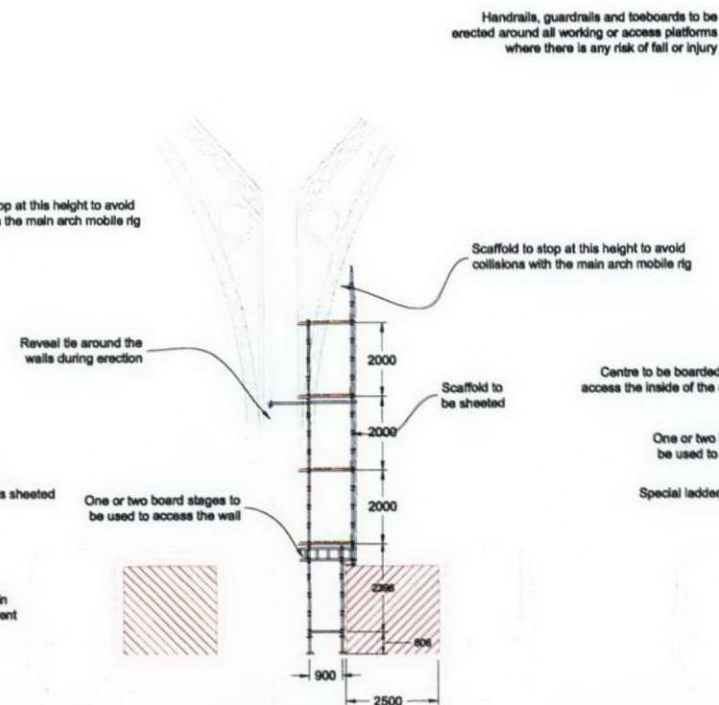 Handrails, guardrails and toeboards to be
erected around all working or access platforms
where there is any risk of fall or injury
op at this height to avoid
the main arch mobile rig
Scaffold to stop at this height to avoid
collisions with the main arch mobile rig
Reveal tie around the
walls during erection
2000
Centre to be boarded
access the inside of the
Scaffold to
be sheeted
2000
One or two
be used to
s sheeted
One or two board stages to
be used to access the wall
2000
Special ladder
in
ent
900
2500